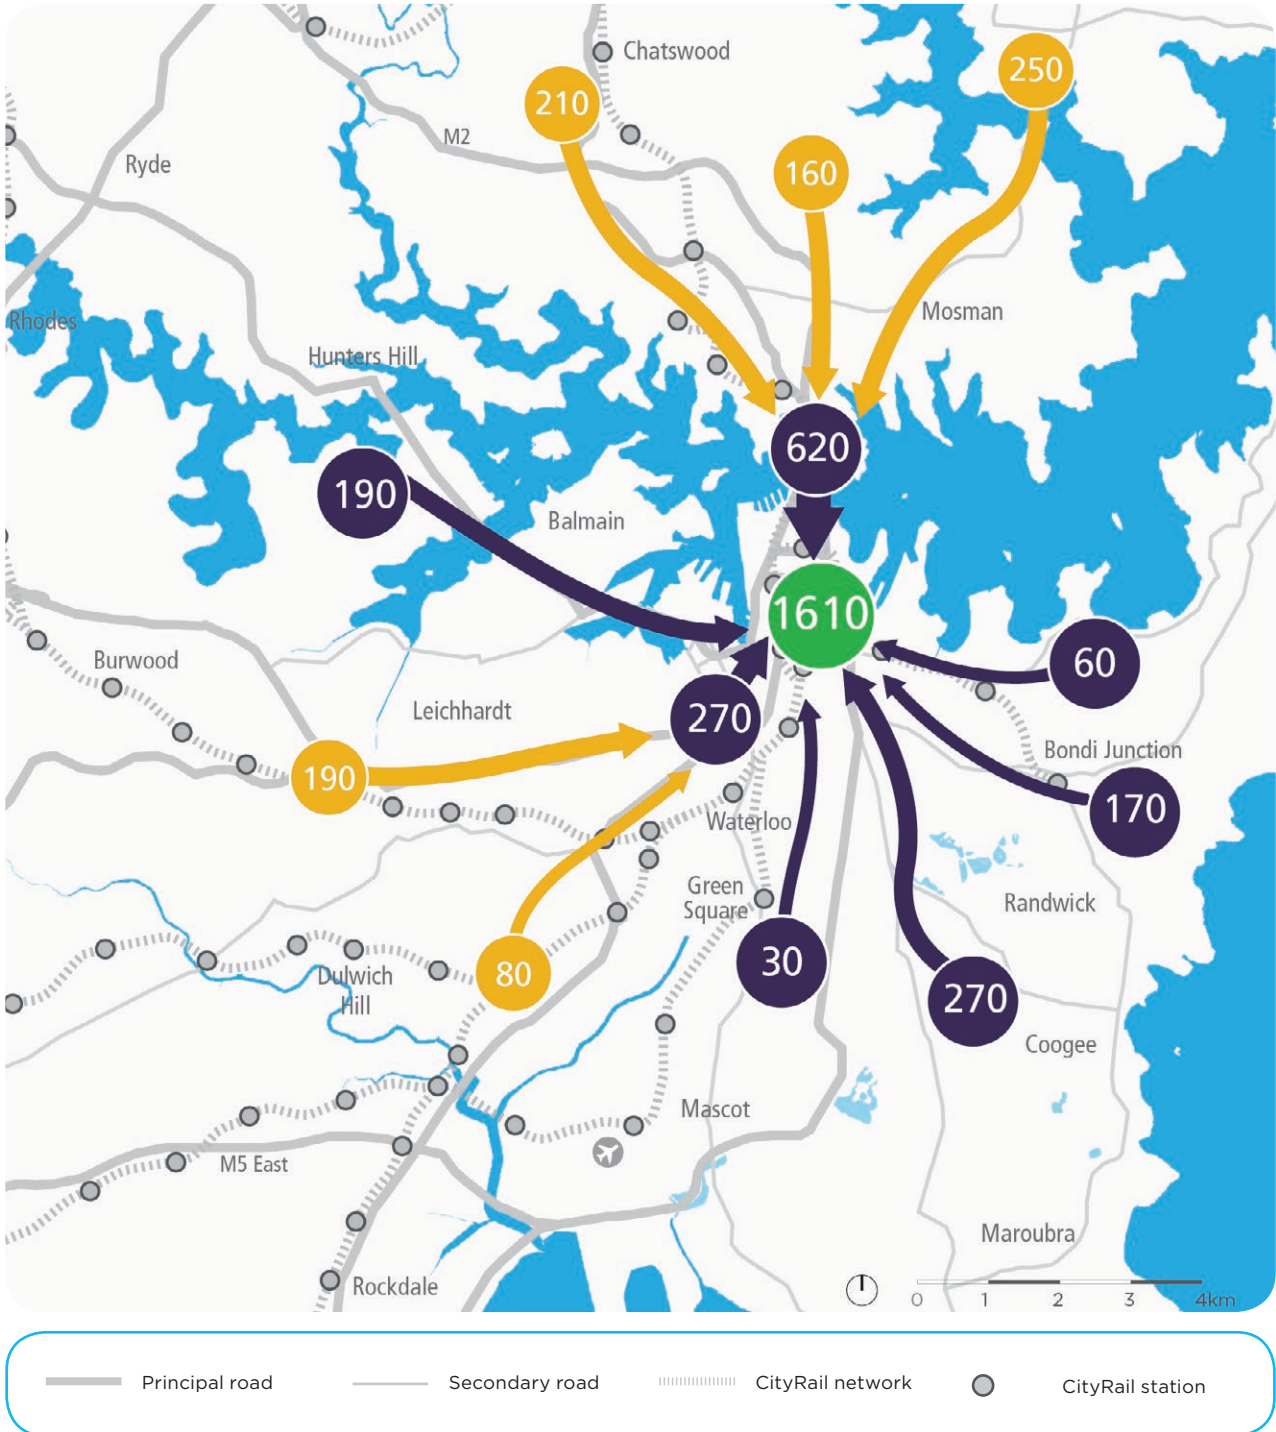 Chatswood
250
210
M2
160
Ryde
Mosman
Rhodes
Hunters Hill
620
190
Balmain
1610
Burwood
60
Leichhardt
270
Bondi Junction
190
170
Waterloo
Green
Square
Randwick
30
80
Dulwich
Hill
270
Coogee
Mascot
M5 East
Maroubra
Rockdale
0 1 2 3 4km
Principal road
Secondary road
CityRail network
CityRail station